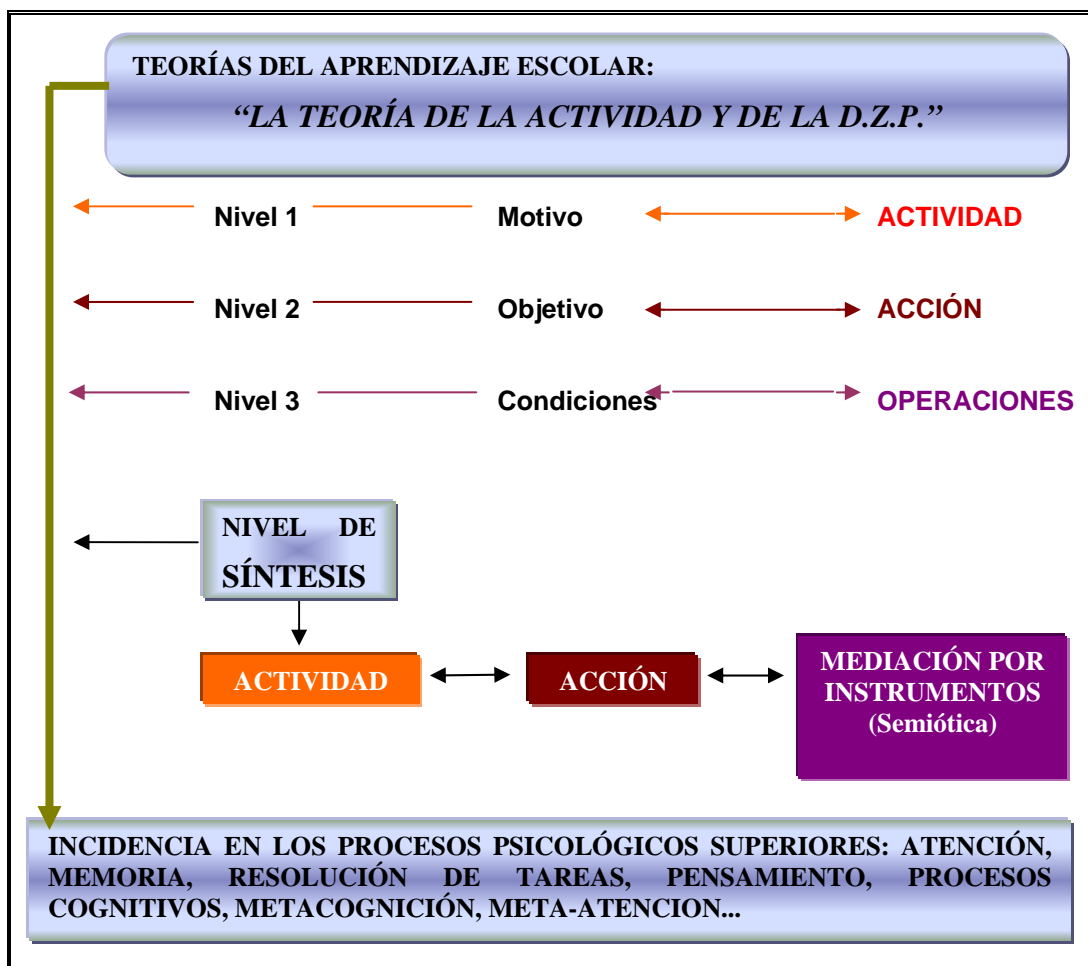 TEORÍAS DEL APRENDIZAJE ESCOLAR:
“LA TEORÍA DE LA ACTIVIDAD Y DE LA D.Z.P.”
Nivel 1 Motivo ACTIVIDAD
Nivel 2 Objetivo ACCIÓN
Nivel 3 Condiciones OPERACIONES
NIVEL DE
SÍNTESIS
ACTIVIDAD
ACCIÓN
MEDIACIÓN POR
INSTRUMENTOS
(Semiótica)
INCIDENCIA EN LOS PROCESOS PSICOLÓGICOS SUPERIORES: ATENCIÓN,
MEMORIA, RESOLUCIÓN DE TAREAS, PENSAMIENTO, PROCESOS
COGNITIVOS, METACOGNICIÓN, META-ATENCION...